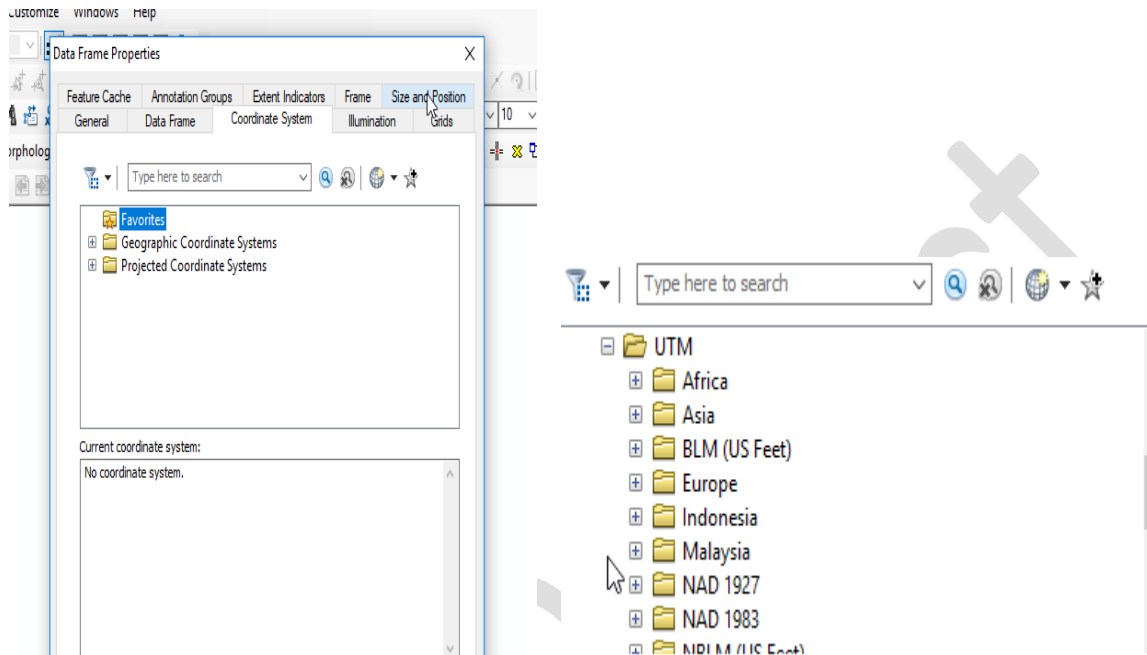 Customize Windows Help
Data Frame Properties
Feature Cache Annotation Groups Extent Indicators Frame Size and Position
General Data Frame Coordinate System Illumination Grids
10
Type here to search
Favorites
Geographic Coordinate Systems
Projected Coordinate Systems
Current coordinate system:
No coordinate system.
Type here to search
UTM
Africa
Asia
BLM (US Feet)
Europe
Indonesia
Malaysia
NAD 1927
NAD 1983
NBLM (US Feet)